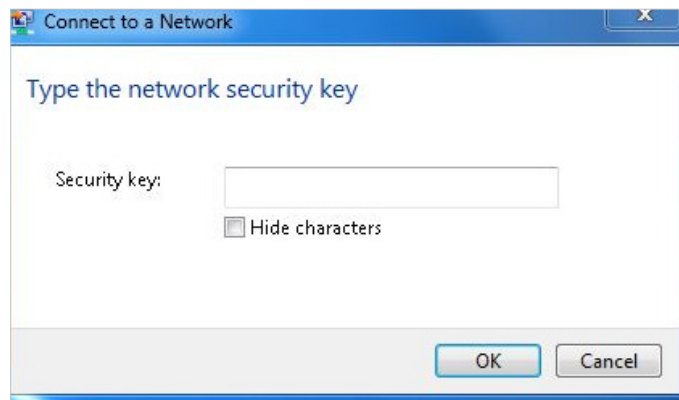 Connect to a Network
X
Type the network security key
Security key:
Hide characters
OK Cancel